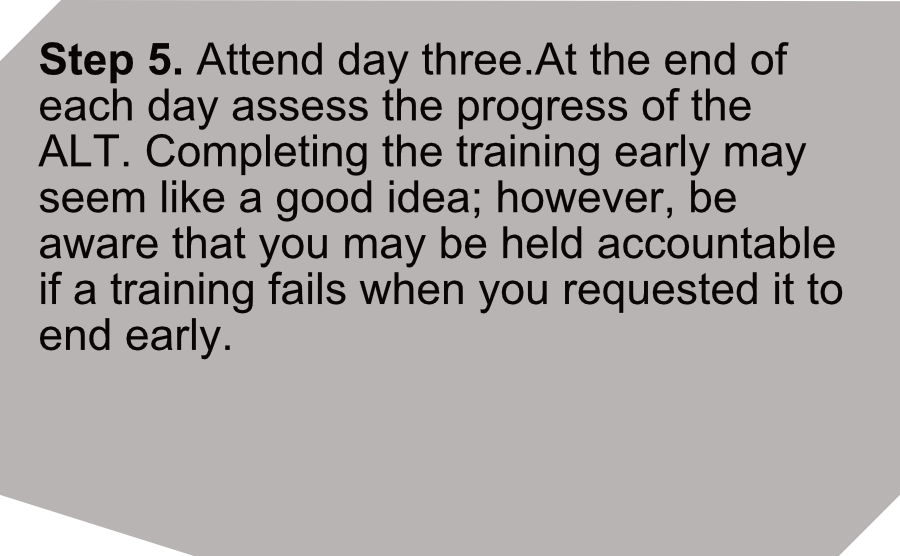 Step 5. Attend day three.At the end of
each day assess the progress of the
ALT. Completing the training early may
seem like a good idea; however, be
aware that you may be held accountable
if a training fails when you requested it to
end early.